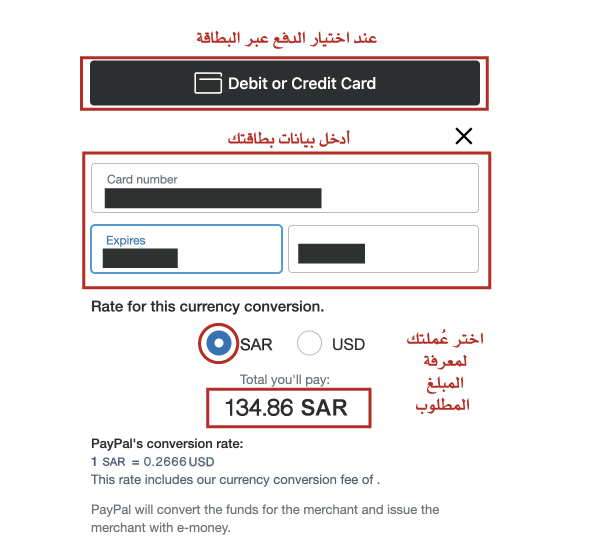 عند اختيار الدفع عبر البطاقة
Debit or Credit Card
أدخل بيانات بطاقتك
Card number
Expires
Rate for this currency conversion.
SAR
USD
اختر عُملتك
لمعرفة
المبلغ
المطلوب
Total you'll pay:
134.86 SAR
PayPal's conversion rate:
1 SAR = 0.2666 USD
This rate includes our currency conversion fee of .
PayPal will convert the funds for the merchant and issue the
merchant with e-money.